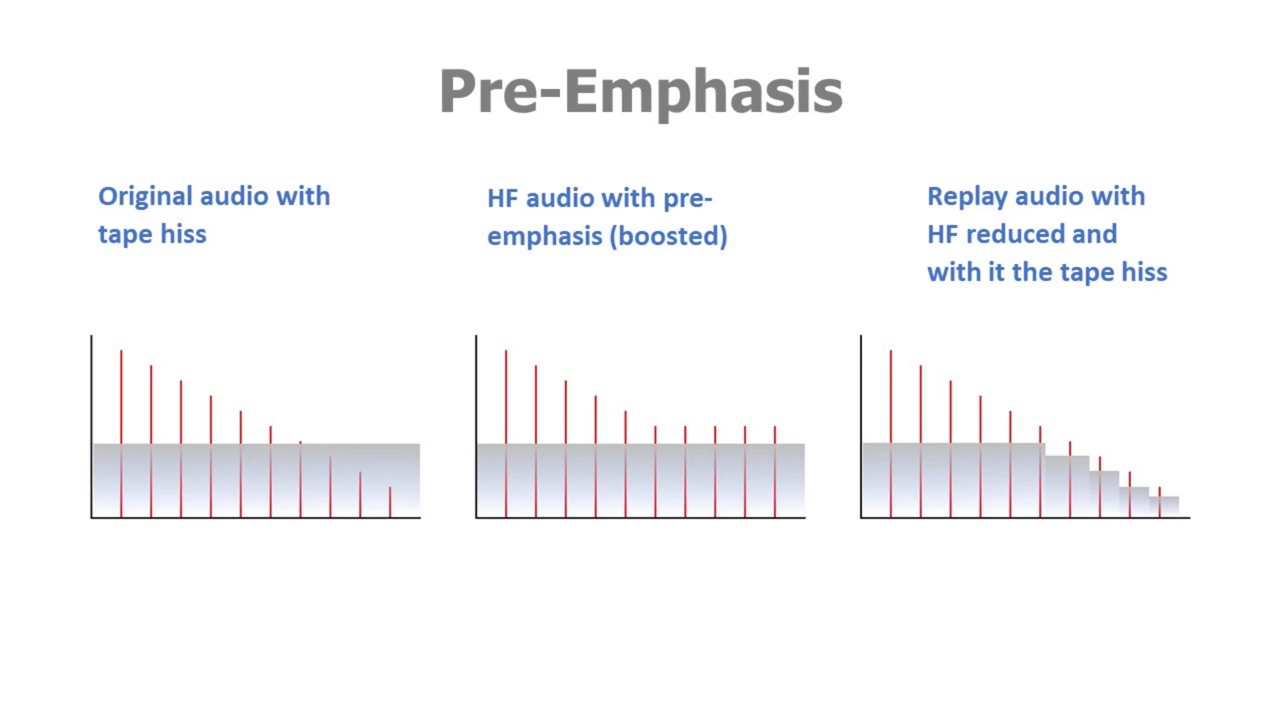 Pre-Emphasis
Original audio with
tape hiss
HF audio with pre-
emphasis (boosted)
Replay audio with
HF reduced and
with it the tape hiss